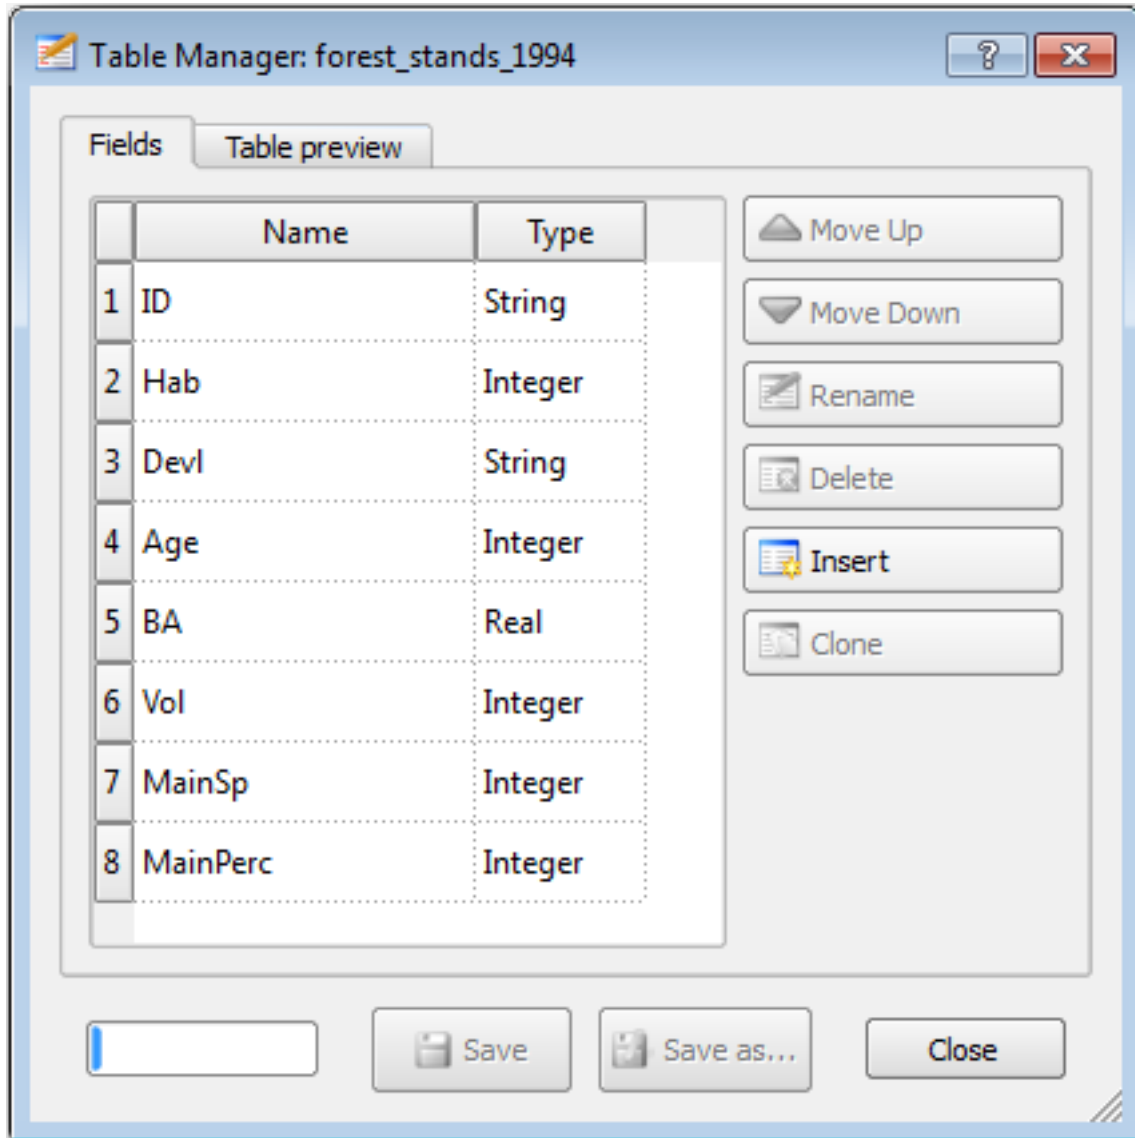 Table Manager: forest_stands_1994
?
Fields Table preview
Name Type
1 ID String
2 Hab Integer
3 Devl String
4 Age Integer
5 BA Real
6 Vol Integer
7 MainSp Integer
8 MainPerc Integer
Move Up
Move Down
Rename
Delete
Insert
Clone
Save Save as... Close